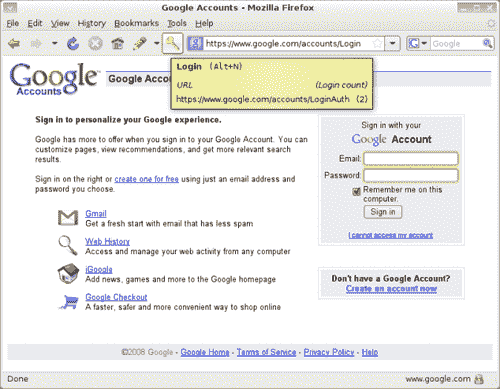 Google Accounts - Mozilla Firefox
File Edit View History Bookmarks Tools Help
https://www.google.com/accounts/Login
Google
Login (Alt+N)
URL (Login count)
https://www.google.com/accounts/LoginAuth (2)
Google
Accounts
Google Acco
Sign in to personalize your Google experience.
Google has more to offer when you sign in to your Google Account. You can
customize pages, view recommendations, and get more relevant search
results.
Sign in on the right or create one for free using just an email address and
password you choose.
Gmail
Get a fresh start with email that has less spam
Web History
Access and manage your web activity from any computer
iGoogle
Add news, games and more to the Google homepage
Google Checkout
A faster, safer and more convenient way to shop online
Sign in with your
Google Account
Email:
Password:
Remember me on this
computer.
Sign in
I cannot access my account
Don't have a Google Account?
Create an account now
©2008 Google - Google Home - Terms of Service - Privacy Policy - Help
Done
www.google.com